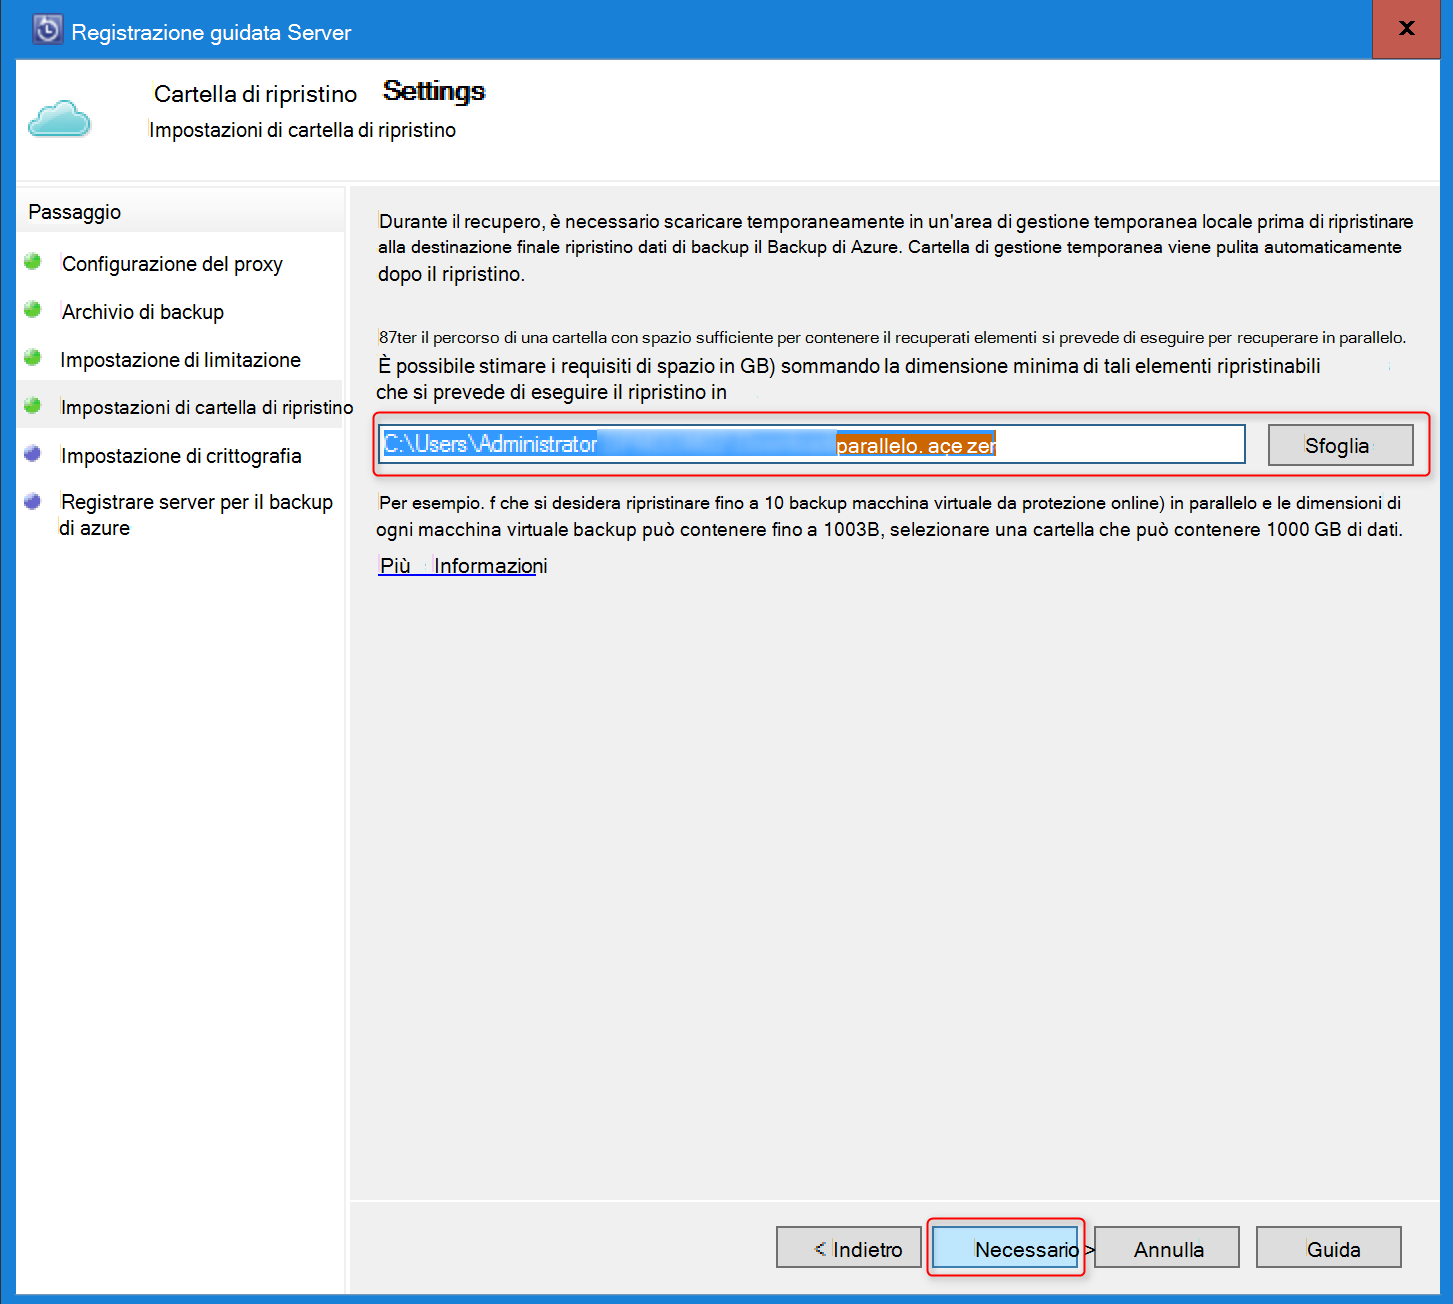 Registrazione guidata Server
x
Cartella di ripristino Settings
Impostazioni di cartella di ripristino
Passaggio
Configurazione del proxy
Archivio di backup
Impostazione di limitazione
Impostazioni di cartella di ripristino
Impostazione di crittografia
Registrare server per il backup
di azure
Durante il recupero, è necessario scaricare temporaneamente in un'area di gestione temporanea locale prima di ripristinare
alla destinazione finale ripristino dati di backup il Backup di Azure. Cartella di gestione temporanea viene pulita automaticamente
dopo il ripristino.
87ter il percorso di una cartella con spazio sufficiente per contenere il recuperati elementi si prevede di eseguire per recuperare in parallelo.
È possibile stimare i requisiti di spazio in GB) sommando la dimensione minima di tali elementi ripristinabili
che si prevede di eseguire il ripristino in
C:\Users\Administrator parallelo. açe zer
Sfoglia
Per esempio. f che si desidera ripristinare fino a 10 backup macchina virtuale da protezione online) in parallelo e le dimensioni di
ogni macchina virtuale backup può contenere fino a 1003B, selezionare una cartella che può contenere 1000 GB di dati.
Più Informazioni
< Indietro
Necessario >
Annulla
Guida